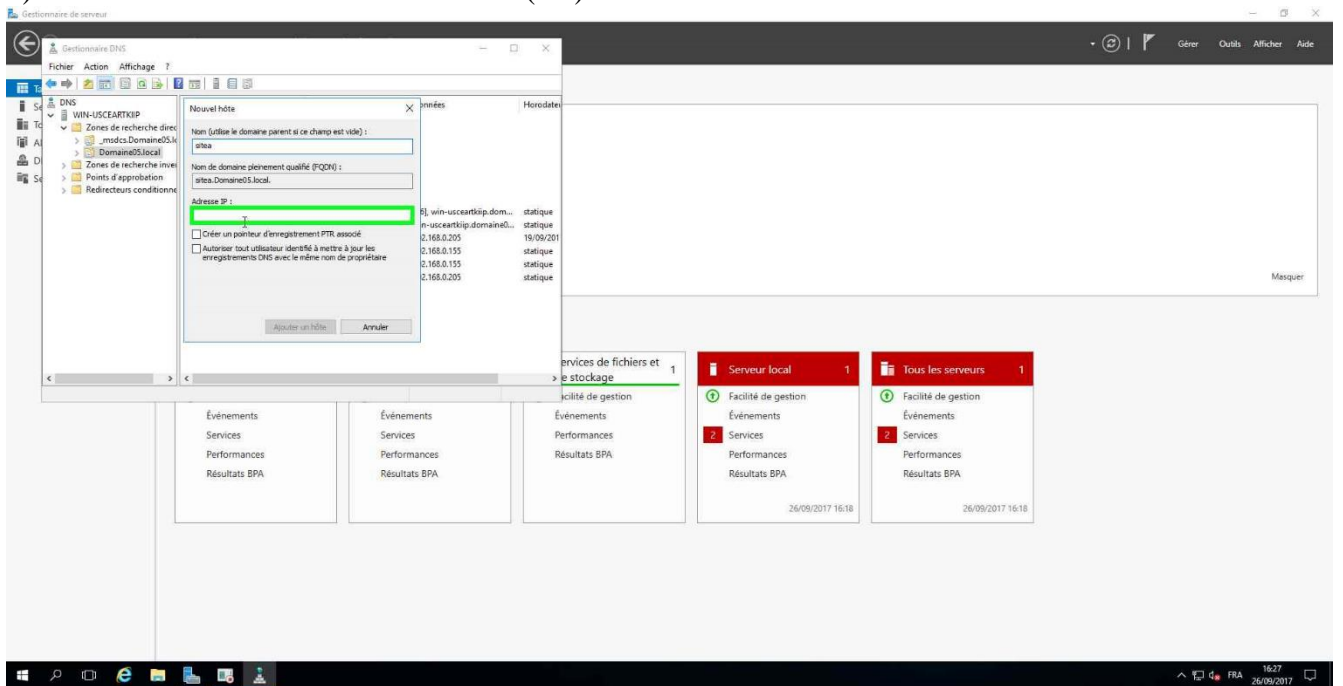 Gestionnaire de serveur
Gérer Outils Afficher Aide
Gestionnaire DNS
Fichier Action Affichage ?
DNS
WIN-USCEARTKIIP
Zones de recherche direc
_msdcs.Domaine05.lo
Domaine05.local
Zones de recherche inver
Points d'approbation
Redirecteurs conditionne
Nouvel hôte
Nom (utilise le domaine parent si ce champ est vide) :
sitea
Nom de domaine pleinement qualifié (FQDN) :
sitea.Domaine05.local.
Adresse IP :
Créer un pointeur d'enregistrement PTR associé
Autoriser tout utilisateur identifié à mettre à jour les
enregistrements DNS avec le même nom de propriétaire
Ajouter un hôte Annuler
onnées Horodate
6], win-usceartkiip.dom... statique
n-usceartkiip.domaine0... statique
2.168.0.205 19/09/201
2.168.0.155 statique
2.168.0.155 statique
2.168.0.205 statique
Masquer
Événements
Services
Performances
Résultats BPA
Événements
Services
Performances
Résultats BPA
ervices de fichiers et 1
e stockage
acilité de gestion
Événements
Performances
Résultats BPA
Serveur local 1
Facilité de gestion
Événements
2 Services
Performances
Résultats BPA
26/09/2017 16:18
Tous les serveurs 1
Facilité de gestion
Événements
2 Services
Performances
Résultats BPA
26/09/2017 16:18
FRA 16:27
26/09/2017